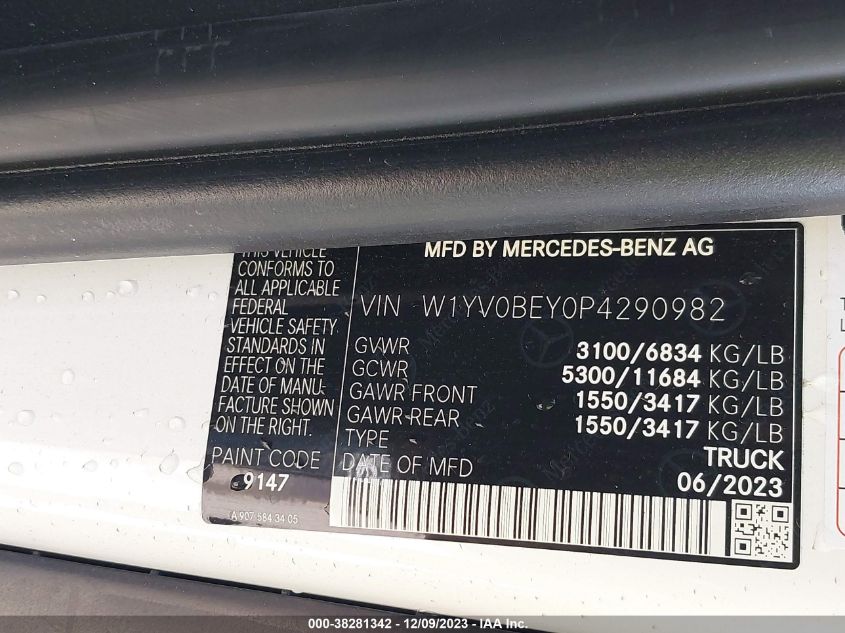 MFD BY MERCEDES-BENZ AG
THIS VEHICLE
CONFORMS TO
ALL APPLICABLE
FEDERAL
VEHICLE SAFETY
STANDARDS IN
EFFECT ON THE
DATE OF MANU-
FACTURE SHOWN
ON THE RIGHT.
PAINT CODE
9147
A 907 584 34 05
VIN W1YV0BEY0P4290982
GVWR 3100/6834 KG/LB
GCWR 5300/11684 KG/LB
GAWR FRONT 1550/3417 KG/LB
GAWR-REAR 1550/3417 KG/LB
TYPE TRUCK
DATE OF MFD 06/2023
000-38281342 - 12/09/2023 - IAA Inc.